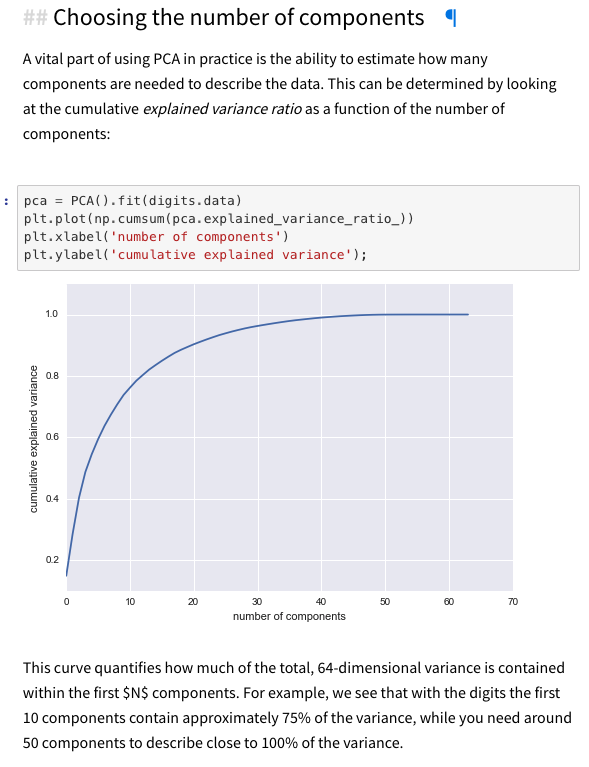 ## Choosing the number of components ¶
A vital part of using PCA in practice is the ability to estimate how many
components are needed to describe the data. This can be determined by looking
at the cumulative explained variance ratio as a function of the number of
components:
:
pca = PCA().fit(digits.data)
plt.plot(np.cumsum(pca.explained_variance_ratio_))
plt.xlabel('number of components')
plt.ylabel('cumulative explained variance');
1.0
0.8
0.6
0.4
0.2
cumulative explained variance
0 10 20 30 40 50 60 70
number of components
This curve quantifies how much of the total, 64-dimensional variance is contained
within the first $N$ components. For example, we see that with the digits the first
10 components contain approximately 75% of the variance, while you need around
50 components to describe close to 100% of the variance.